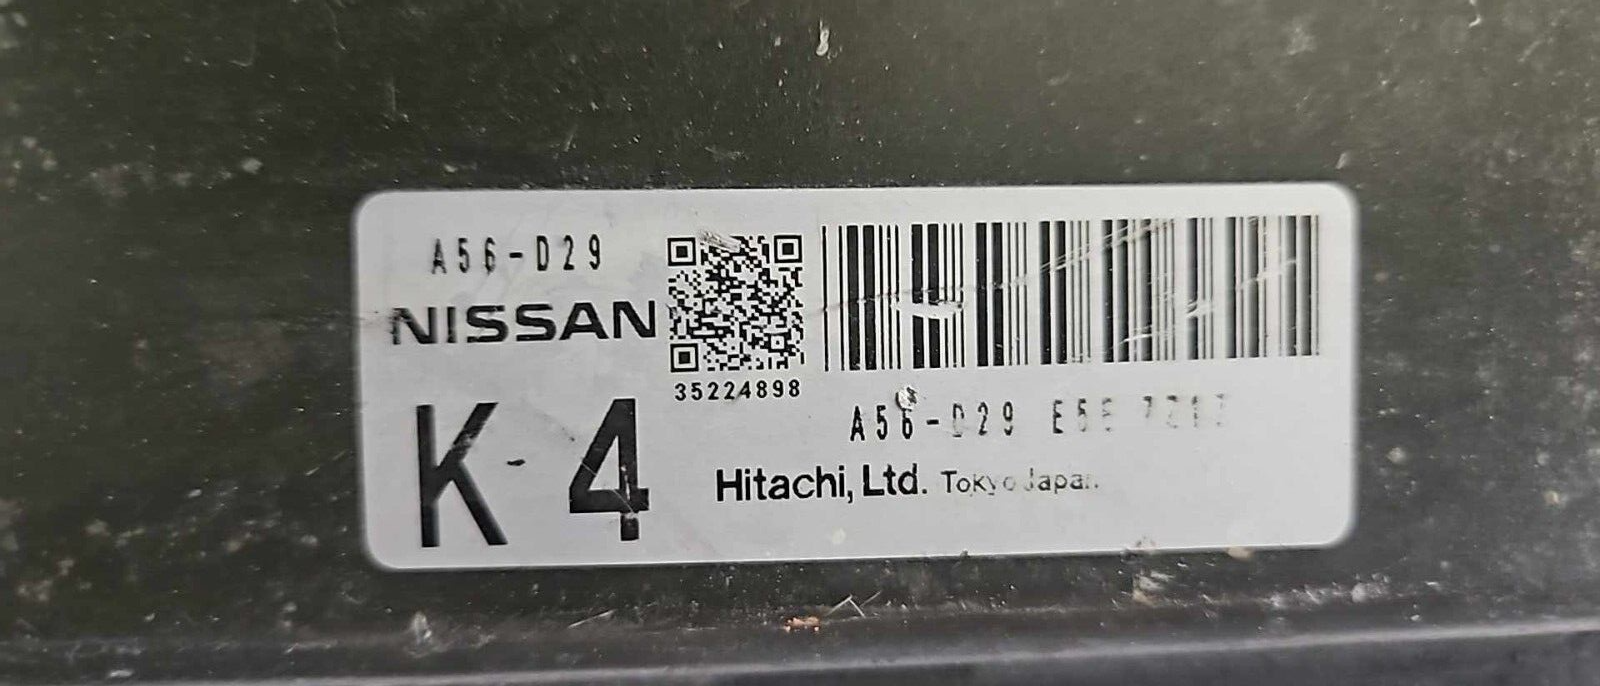 A56-D29
NISSAN
35224898
K-4
A56-D29
Hitachi, Ltd. Tokyo Japan.